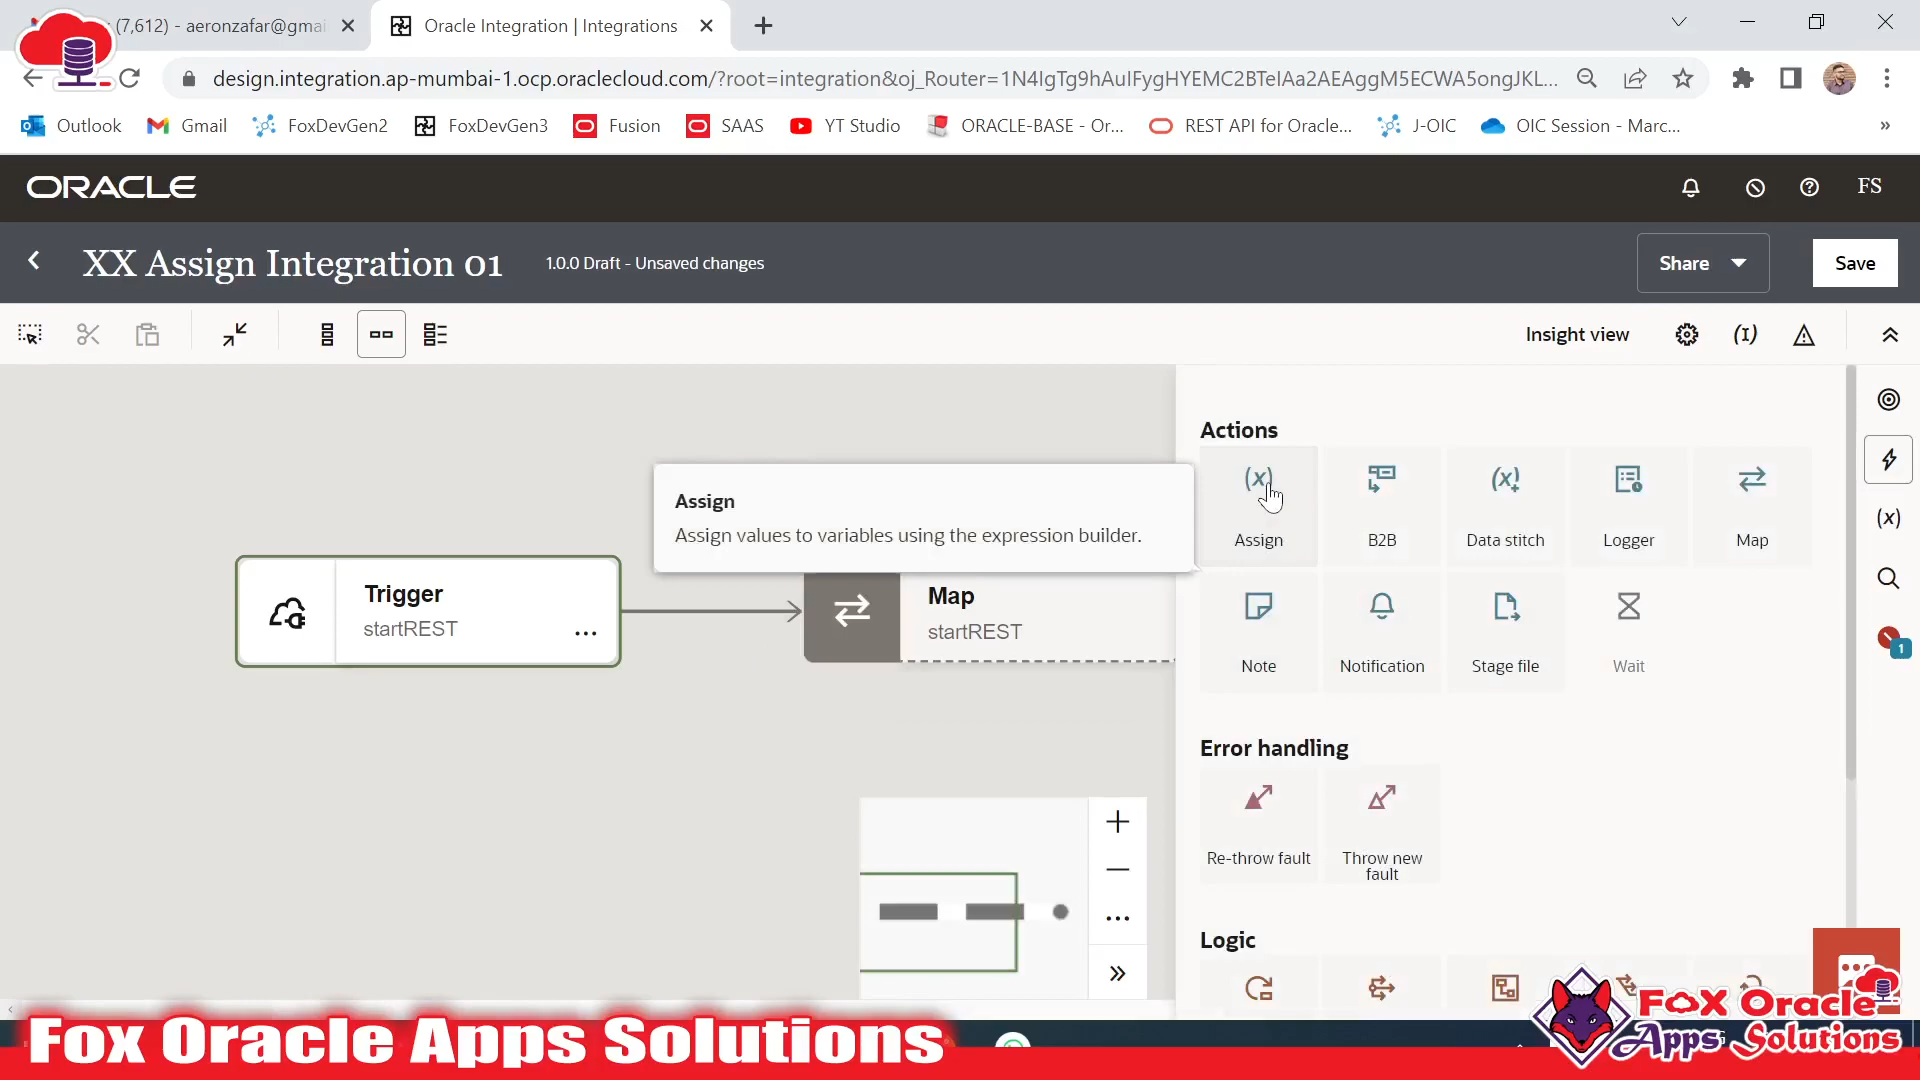 (7,612) - aeronzafar@gmai
Oracle Integration | Integrations
design.integration.ap-mumbai-1.ocp.oraclecloud.com/?root=integration&oj_Router=1N4IgTg9hAuIFygHYEMC2BTeIAa2AEAggM5ECWA5ongJKL...
Outlook
Gmail
FoxDevGen2
FoxDevGen3
Fusion
SAAS
YT Studio
ORACLE-BASE - Or...
REST API for Oracle...
J-OIC
OIC Session - Marc...
ORACLE
FS
XX Assign Integration 01
1.0.0 Draft - Unsaved changes
Share
Save
Insight view
Actions
Assign
Assign values to variables using the expression builder.
Assign
B2B
Data stitch
Logger
Map
Trigger
startREST
Map
startREST
Note
Notification
Stage file
Wait
1
Error handling
Re-throw fault
Throw new
fault
Logic
Fox Oracle Apps Solutions
Fox Oracle
Apps Solutions